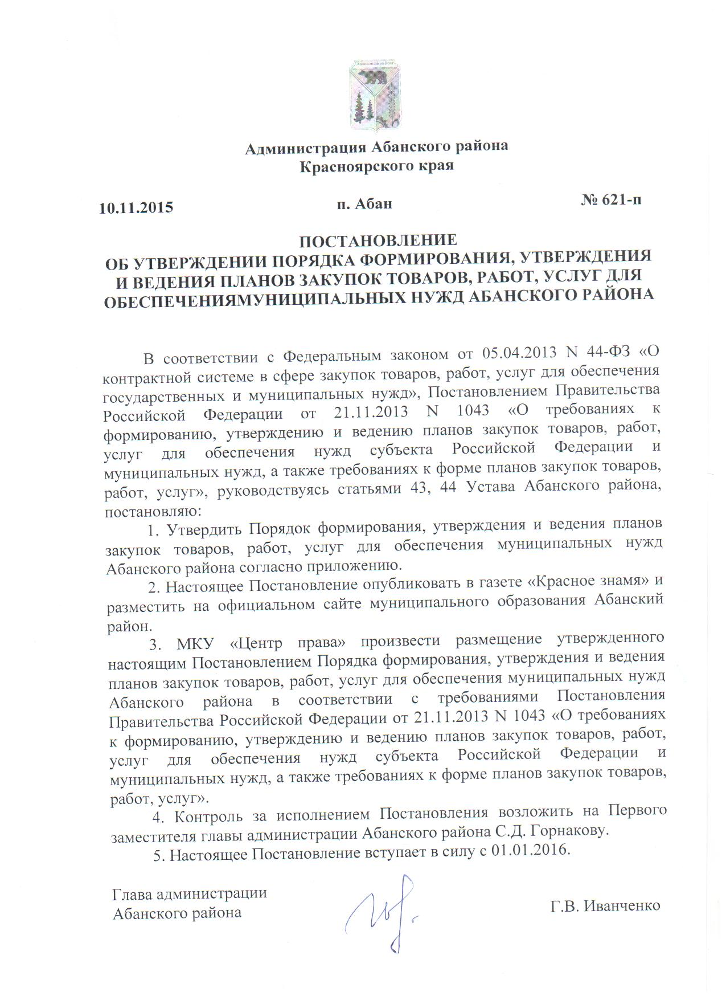 Абанский район
Администрация Абанского района
Красноярского края
10.11.2015 п. Абан № 621-п
ПОСТАНОВЛЕНИЕ
ОБ УТВЕРЖДЕНИИ ПОРЯДКА ФОРМИРОВАНИЯ, УТВЕРЖДЕНИЯ
И ВЕДЕНИЯ ПЛАНОВ ЗАКУПОК ТОВАРОВ, РАБОТ, УСЛУГ ДЛЯ
ОБЕСПЕЧЕНИЯМУНИЦИПАЛЬНЫХ НУЖД АБАНСКОГО РАЙОНА
В соответствии с Федеральным законом от 05.04.2013 N 44-ФЗ «О
контрактной системе в сфере закупок товаров, работ, услуг для обеспечения
государственных и муниципальных нужд», Постановлением Правительства
Российской Федерации от 21.11.2013 N 1043 «О требованиях к
формированию, утверждению и ведению планов закупок товаров, работ,
услуг для обеспечения нужд субъекта Российской Федерации и
муниципальных нужд, а также требованиях к форме планов закупок товаров,
работ, услуг», руководствуясь статьями 43, 44 Устава Абанского района,
постановляю:
1. Утвердить Порядок формирования, утверждения и ведения планов
закупок товаров, работ, услуг для обеспечения муниципальных нужд
Абанского района согласно приложению.
2. Настоящее Постановление опубликовать в газете «Красное знамя» и
разместить на официальном сайте муниципального образования Абанский
район.
3. МКУ «Центр права» произвести размещение утвержденного
настоящим Постановлением Порядка формирования, утверждения и ведения
планов закупок товаров, работ, услуг для обеспечения муниципальных нужд
Абанского района в соответствии с требованиями Постановления
Правительства Российской Федерации от 21.11.2013 N 1043 «О требованиях
к формированию, утверждению и ведению планов закупок товаров, работ,
услуг для обеспечения нужд субъекта Российской Федерации и
муниципальных нужд, а также требованиях к форме планов закупок товаров,
работ, услуг».
4. Контроль за исполнением Постановления возложить на Первого
заместителя главы администрации Абанского района С.Д. Горнакову.
5. Настоящее Постановление вступает в силу с 01.01.2016.
Глава администрации
Абанского района Г.В. Иванченко